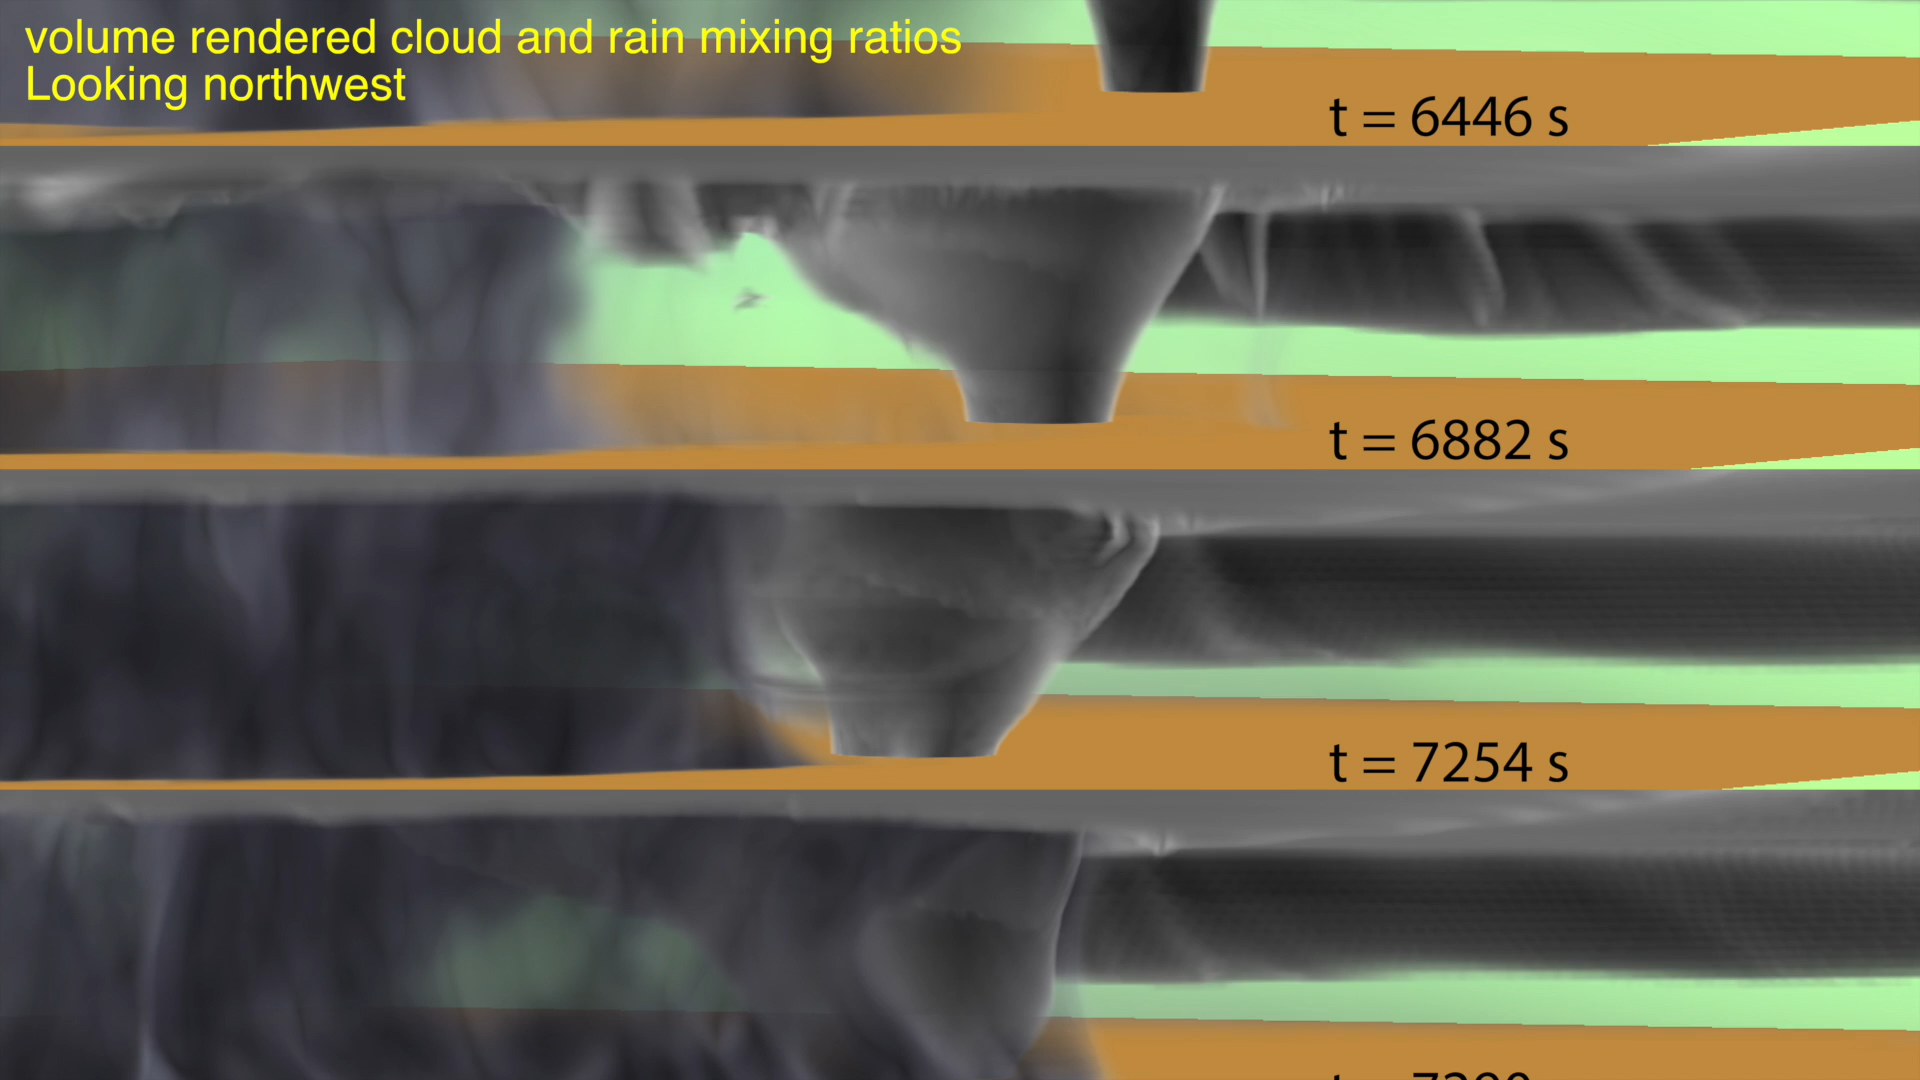 volume rendered cloud and rain mixing ratios
Looking northwest
t = 6446 s
t = 6882 s
t = 7254 s